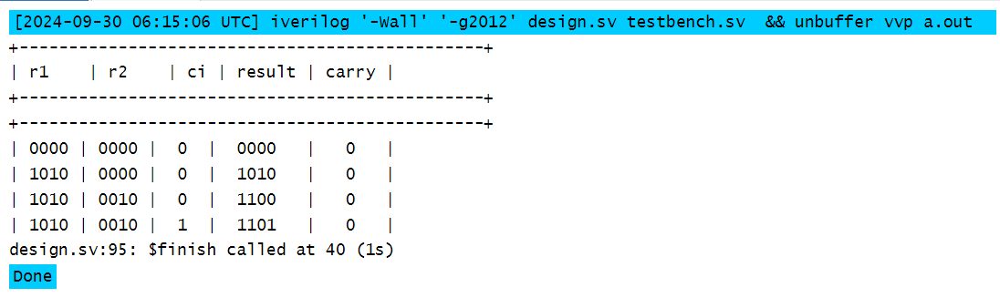 [2024-09-30 06:15:06 UTC] iverilog '-Wall' '-g2012' design.sv testbench.sv  && unbuffer vvp a.out
+-----------------------------------------------+
| r1    | r2    | ci | result | carry |
+-----------------------------------------------+
+-----------------------------------------------+
| 0000 | 0000 |  0  |  0000   |   0   |
| 1010 | 0000 |  0  |  1010   |   0   |
| 1010 | 0010 |  0  |  1100   |   0   |
| 1010 | 0010 |  1  |  1101   |   0   |
design.sv:95: $finish called at 40 (1s)
Done